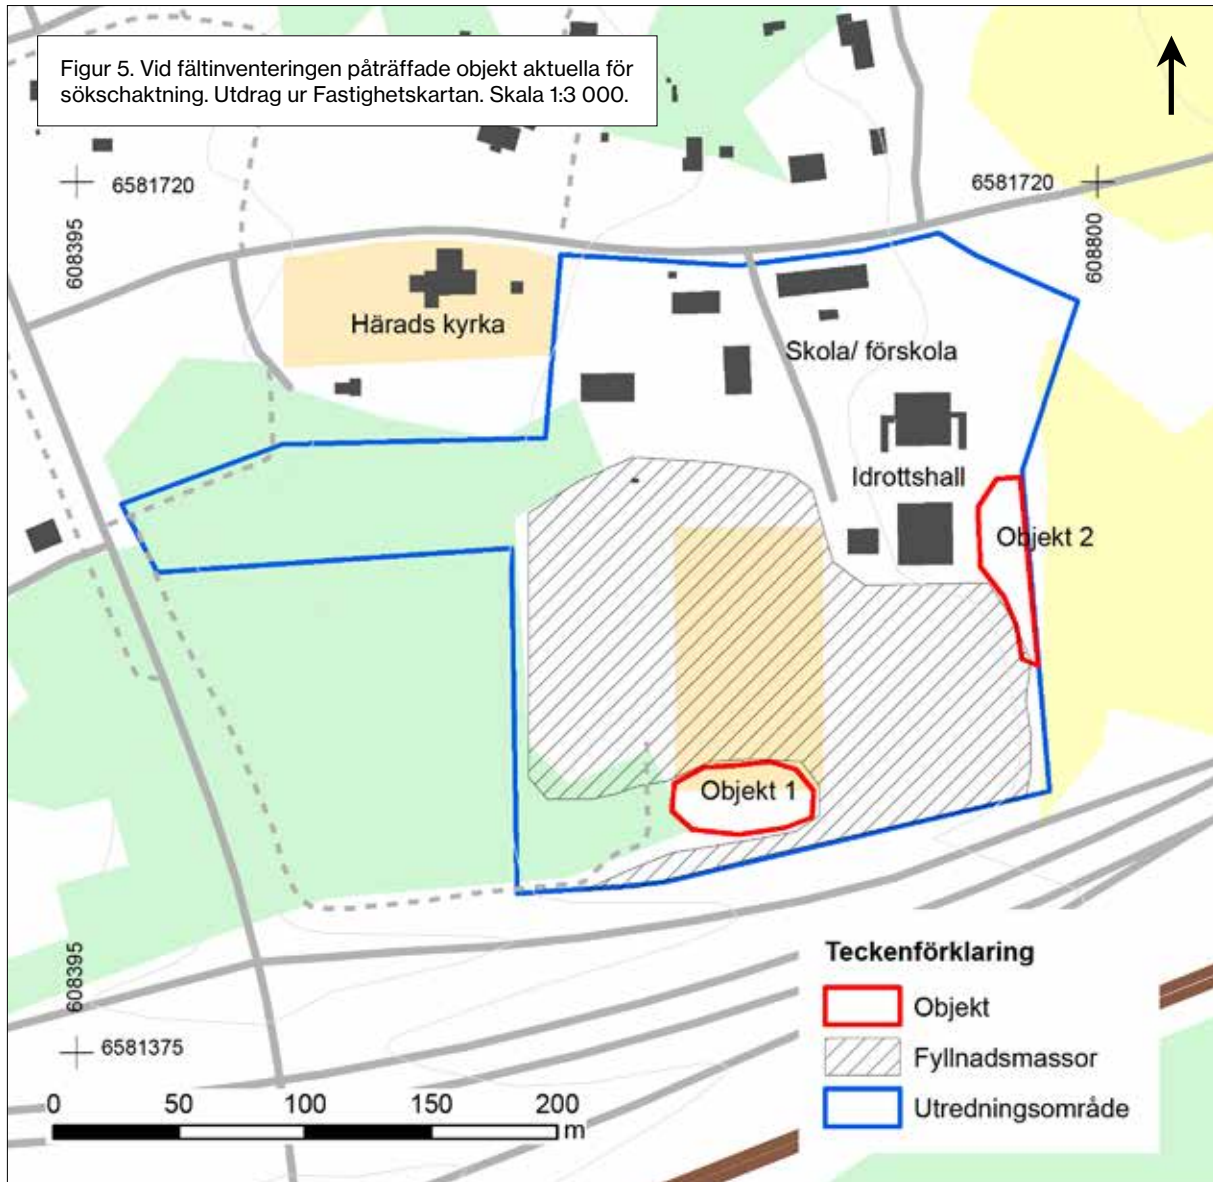 Figur 5. Vid fältinventeringen påträffade objekt aktuella för
sökschaktning. Utdrag ur Fastighetskartan. Skala 1:3 000.
6581720
6581720
608395
608800
Härads kyrka
Skola/ förskola
Idrottshall
Objekt 2
Objekt 1
608395
6581375
Teckenförklaring
Objekt
Fyllnadsmassor
Utredningsområde
0 50 100 150 200
m